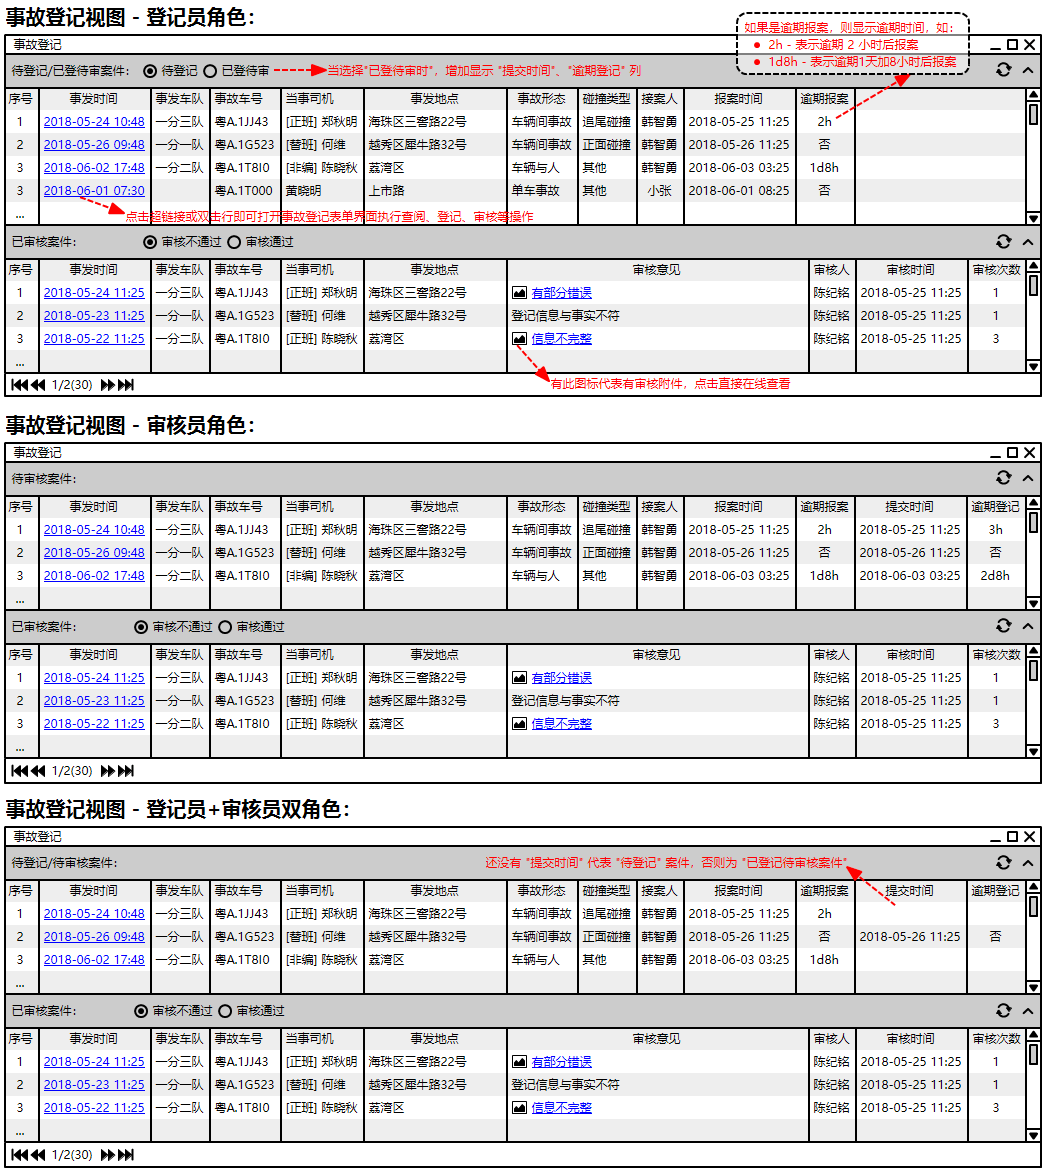 事故登记视图 - 登记员角色：
如果是逾期报案，则显示逾期时间，如：
2h - 表示逾期 2 小时后报案
1d8h - 表示逾期1天加8小时后报案
事故登记
待登记/已登待审案件： 待登记 已登待审 当选择"已登待审时"，增加显示 "提交时间"、"逾期登记" 列
序号 事发时间 事发车队 事故车号 当事司机 事发地点 事故形态 碰撞类型 接案人 报案时间 逾期报案
1 2018-05-24 10:48 一分三队 粤A.1JJ43 [正班] 郑秋明 海珠区三窖路22号 车辆间事故 追尾碰撞 韩智勇 2018-05-25 11:25 2h
2 2018-05-26 09:48 一分一队 粤A.1G523 [替班] 何维 越秀区犀牛路32号 车辆间事故 正面碰撞 韩智勇 2018-05-26 11:25 否
3 2018-06-02 17:48 一分二队 粤A.1T8I0 [非编] 陈晓秋 荔湾区 车辆与人 其他 韩智勇 2018-06-03 03:25 1d8h
3 2018-06-01 07:30 粤A.1T000 黄晓明 上市路 单车事故 其他 小张 2018-06-01 08:25 否
...
点击超链接或双击行即可打开事故登记表单界面执行查阅、登记、审核等操作
已审核案件： 审核不通过 审核通过
序号 事发时间 事发车队 事故车号 当事司机 事发地点 审核意见 审核人 审核时间 审核次数
1 2018-05-24 11:25 一分三队 粤A.1JJ43 [正班] 郑秋明 海珠区三窖路22号 有部分错误 陈纪铭 2018-05-25 11:25 1
2 2018-05-23 11:25 一分一队 粤A.1G523 [替班] 何维 越秀区犀牛路32号 登记信息与事实不符 陈纪铭 2018-05-25 11:25 1
3 2018-05-22 11:25 一分二队 粤A.1T8I0 [正班] 陈晓秋 荔湾区 信息不完整 陈纪铭 2018-05-25 11:25 3
...
1/2(30) 有此图标代表有审核附件，点击直接在线查看
事故登记视图 - 审核员角色：
事故登记
待审核案件：
序号 事发时间 事发车队 事故车号 当事司机 事发地点 事故形态 碰撞类型 接案人 报案时间 逾期报案 提交时间 逾期登记
1 2018-05-24 10:48 一分三队 粤A.1JJ43 [正班] 郑秋明 海珠区三窖路22号 车辆间事故 追尾碰撞 韩智勇 2018-05-25 11:25 2h 2018-05-25 11:25 3h
2 2018-05-26 09:48 一分一队 粤A.1G523 [替班] 何维 越秀区犀牛路32号 车辆间事故 正面碰撞 韩智勇 2018-05-26 11:25 否 2018-05-26 11:25 否
3 2018-06-02 17:48 一分二队 粤A.1T8I0 [非编] 陈晓秋 荔湾区 车辆与人 其他 韩智勇 2018-06-03 03:25 1d8h 2018-06-03 03:25 2d8h
...
已审核案件： 审核不通过 审核通过
序号 事发时间 事发车队 事故车号 当事司机 事发地点 审核意见 审核人 审核时间 审核次数
1 2018-05-24 11:25 一分三队 粤A.1JJ43 [正班] 郑秋明 海珠区三窖路22号 有部分错误 陈纪铭 2018-05-25 11:25 1
2 2018-05-23 11:25 一分一队 粤A.1G523 [替班] 何维 越秀区犀牛路32号 登记信息与事实不符 陈纪铭 2018-05-25 11:25 1
3 2018-05-22 11:25 一分二队 粤A.1T8I0 [正班] 陈晓秋 荔湾区 信息不完整 陈纪铭 2018-05-25 11:25 3
...
1/2(30)
事故登记视图 - 登记员+审核员双角色：
事故登记
待登记/待审核案件： 还没有 "提交时间" 代表 "待登记" 案件，否则为 "已登记待审核案件"
序号 事发时间 事发车队 事故车号 当事司机 事发地点 事故形态 碰撞类型 接案人 报案时间 逾期报案 提交时间 逾期登记
1 2018-05-24 10:48 一分三队 粤A.1JJ43 [正班] 郑秋明 海珠区三窖路22号 车辆间事故 追尾碰撞 韩智勇 2018-05-25 11:25 2h
2 2018-05-26 09:48 一分一队 粤A.1G523 [替班] 何维 越秀区犀牛路32号 车辆间事故 正面碰撞 韩智勇 2018-05-26 11:25 否 2018-05-26 11:25 否
3 2018-06-02 17:48 一分二队 粤A.1T8I0 [非编] 陈晓秋 荔湾区 车辆与人 其他 韩智勇 2018-06-03 03:25 1d8h
...
已审核案件： 审核不通过 审核通过
序号 事发时间 事发车队 事故车号 当事司机 事发地点 审核意见 审核人 审核时间 审核次数
1 2018-05-24 11:25 一分三队 粤A.1JJ43 [正班] 郑秋明 海珠区三窖路22号 有部分错误 陈纪铭 2018-05-25 11:25 1
2 2018-05-23 11:25 一分一队 粤A.1G523 [替班] 何维 越秀区犀牛路32号 登记信息与事实不符 陈纪铭 2018-05-25 11:25 1
3 2018-05-22 11:25 一分二队 粤A.1T8I0 [正班] 陈晓秋 荔湾区 信息不完整 陈纪铭 2018-05-25 11:25 3
...
1/2(30)